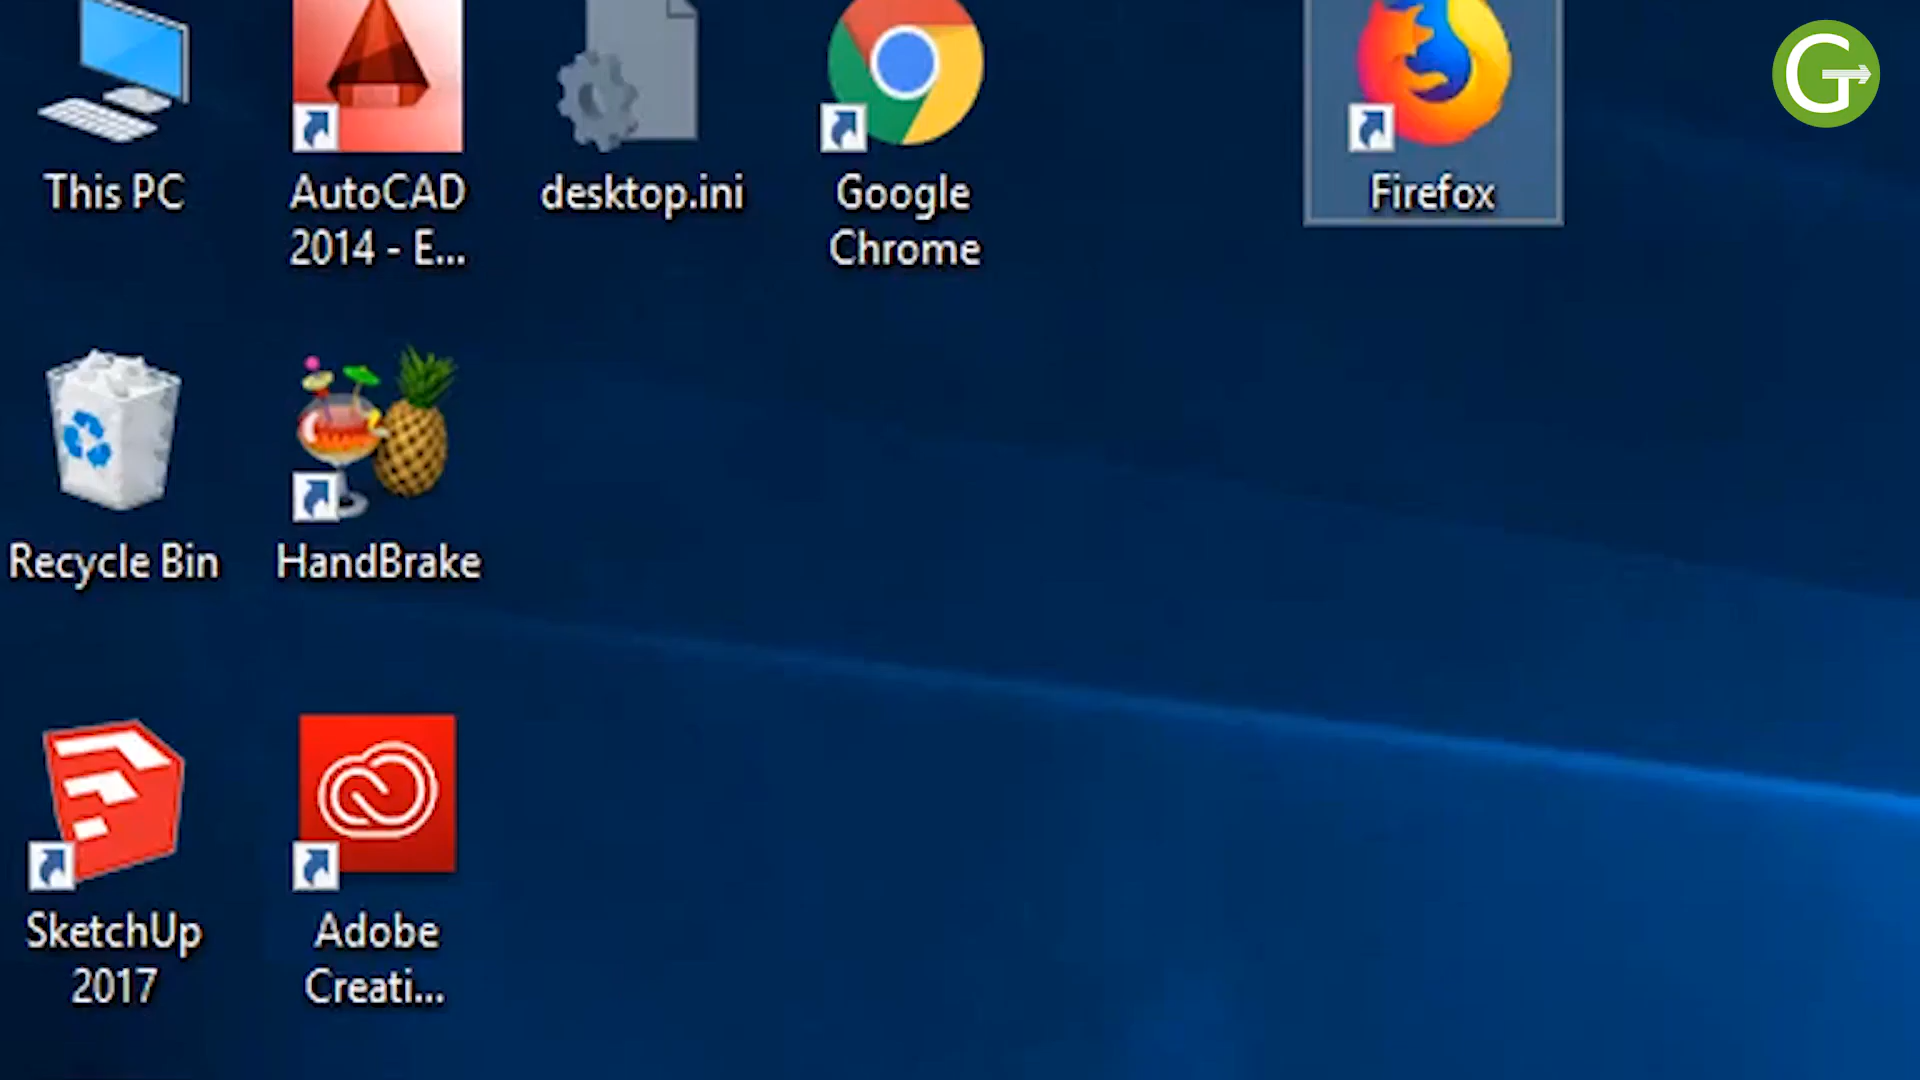 This PC
AutoCAD
2014 - E...
desktop.ini
Google
Chrome
Firefox
G
Recycle Bin
HandBrake
SketchUp
2017
Adobe
Creati...